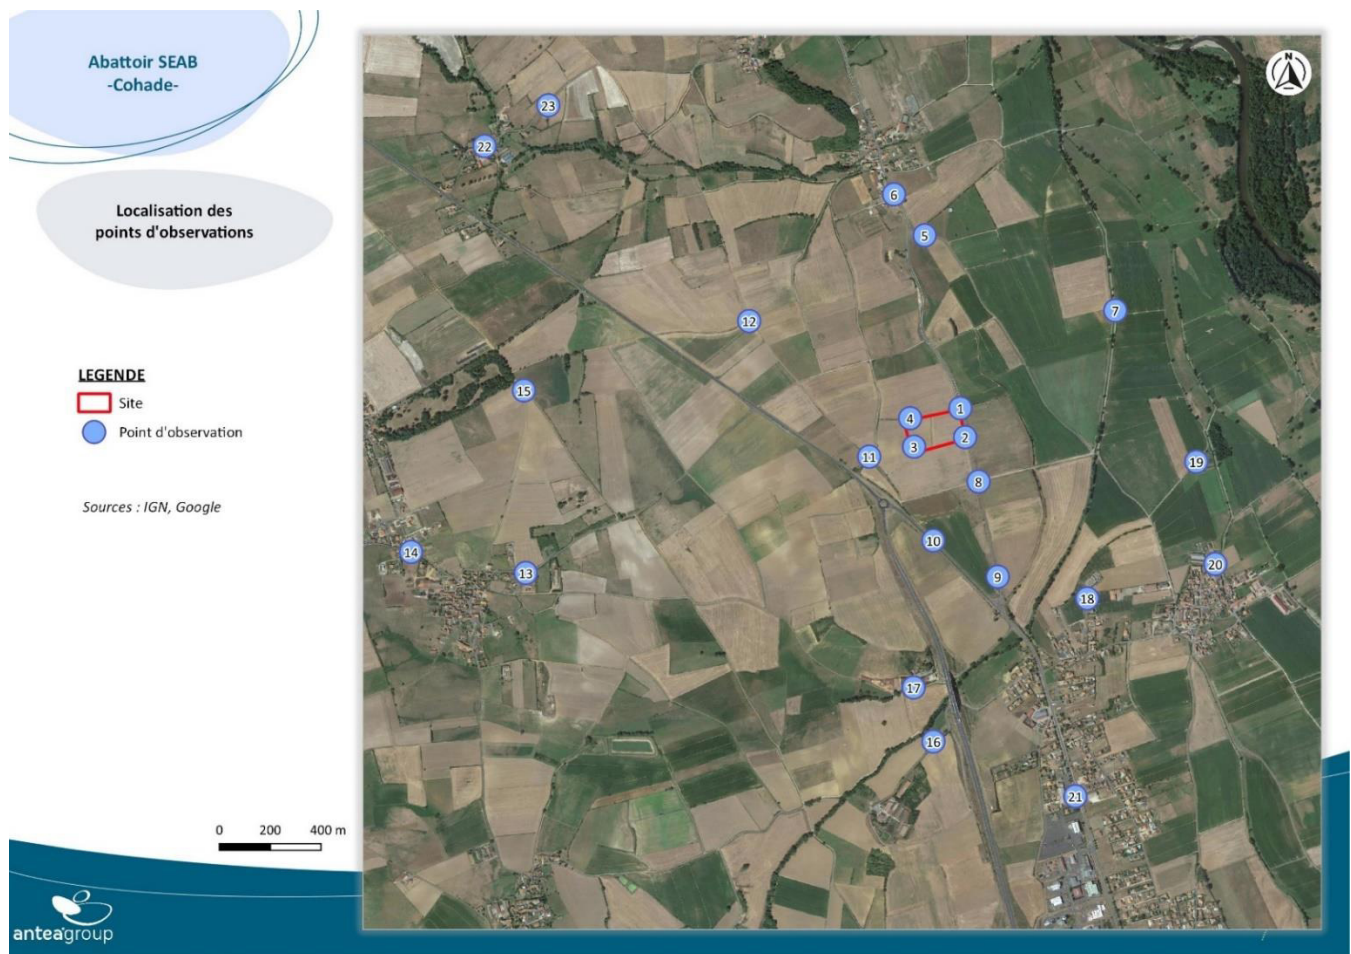 Abattoir SEAB
-Cohade-
Localisation des
points d'observations
LEGENDE
Site
Point d'observation
Sources : IGN, Google
0 200 400 m
anteagroup
N
23
22
6
5
7
12
15
4
1
3
2
11
8
19
10
14
13
9
20
18
17
16
21
7